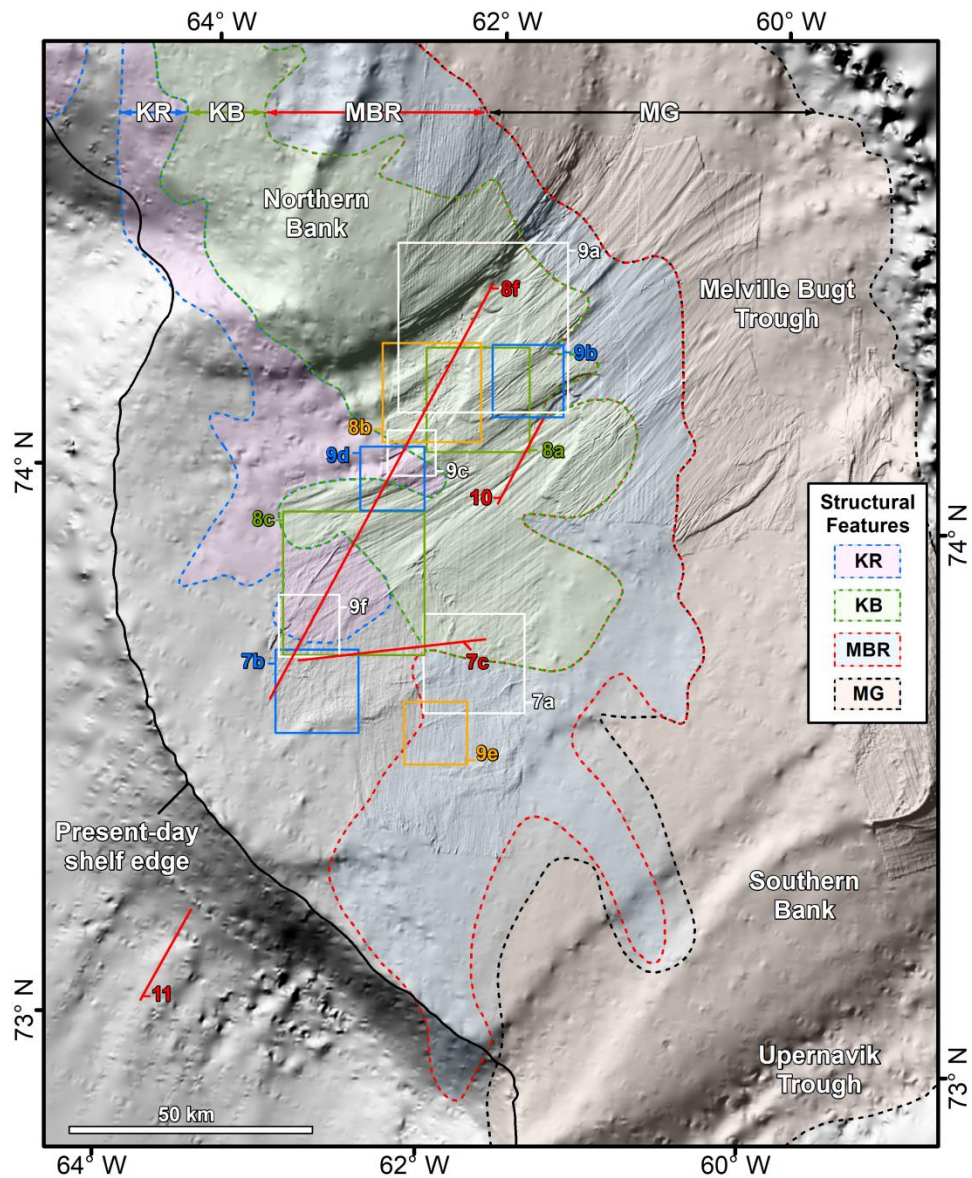 64° W 62° W 60° W
KR KB MBR MG
Northern
Bank
9a
8f
Melville Bugt
Trough
9b
8b
8a
9d
9c
74° N
10
8c
74° N
Structural
Features
KR
KB
MBR
MG
9f
7b
7c
7a
9e
Present-day
shelf edge
Southern
Bank
11
73° N
Upernavik
Trough
73° N
50 km
64° W 62° W 60° W